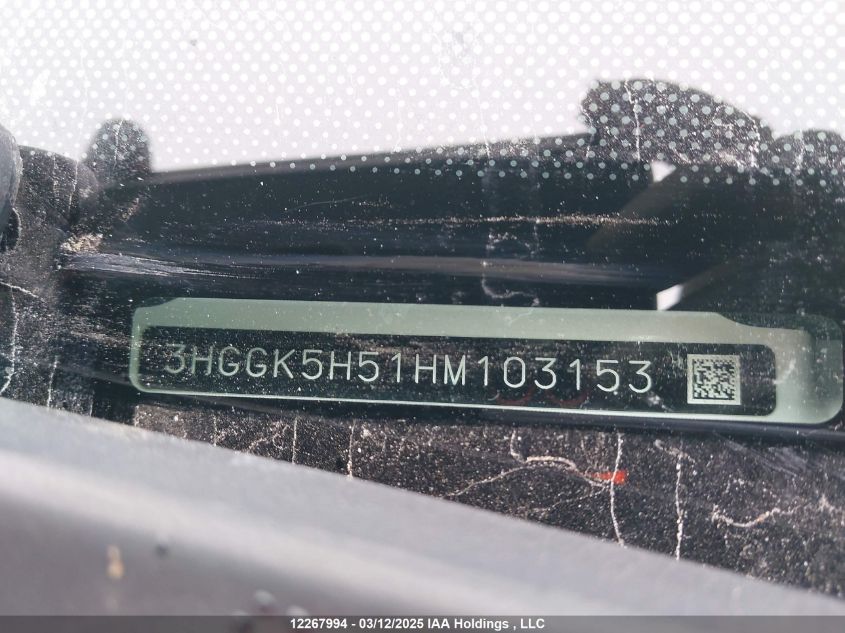 3HGGK5H51HM103153
12267994 - 03/12/2025 IAA Holdings , LLC